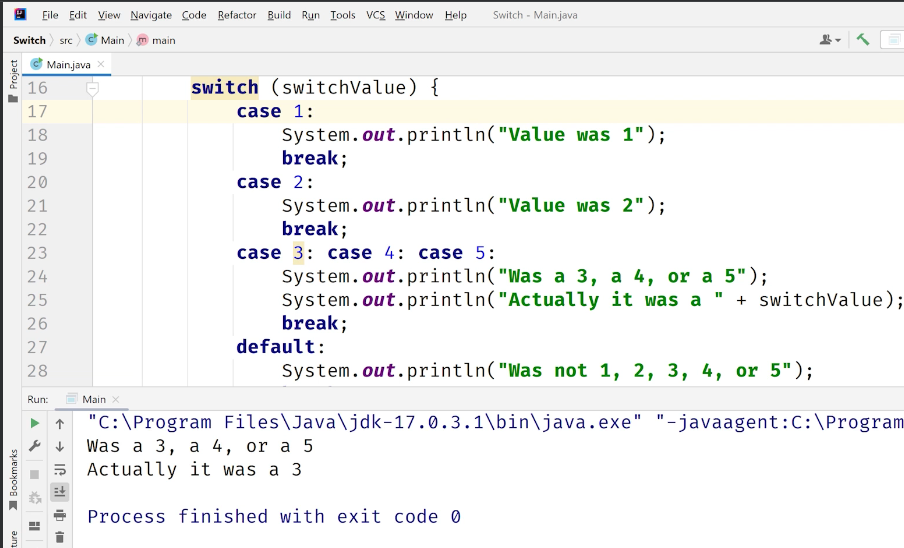 File Edit View Navigate Code Refactor Build Run Tools VCS Window Help Switch - Main.java
Switch src Main main
Project
Main.java
16 switch (switchValue) {
17 case 1:
18 System.out.println("Value was 1");
19 break;
20 case 2:
21 System.out.println("Value was 2");
22 break;
23 case 3: case 4: case 5:
24 System.out.println("Was a 3, a 4, or a 5");
25 System.out.println("Actually it was a " + switchValue);
26 break;
27 default:
28 System.out.println("Was not 1, 2, 3, 4, or 5");
Run: Main
"C:\Program Files\Java\jdk-17.0.3.1\bin\java.exe" "-javaagent:C:\Program
Was a 3, a 4, or a 5
Actually it was a 3
Process finished with exit code 0
Bookmarks